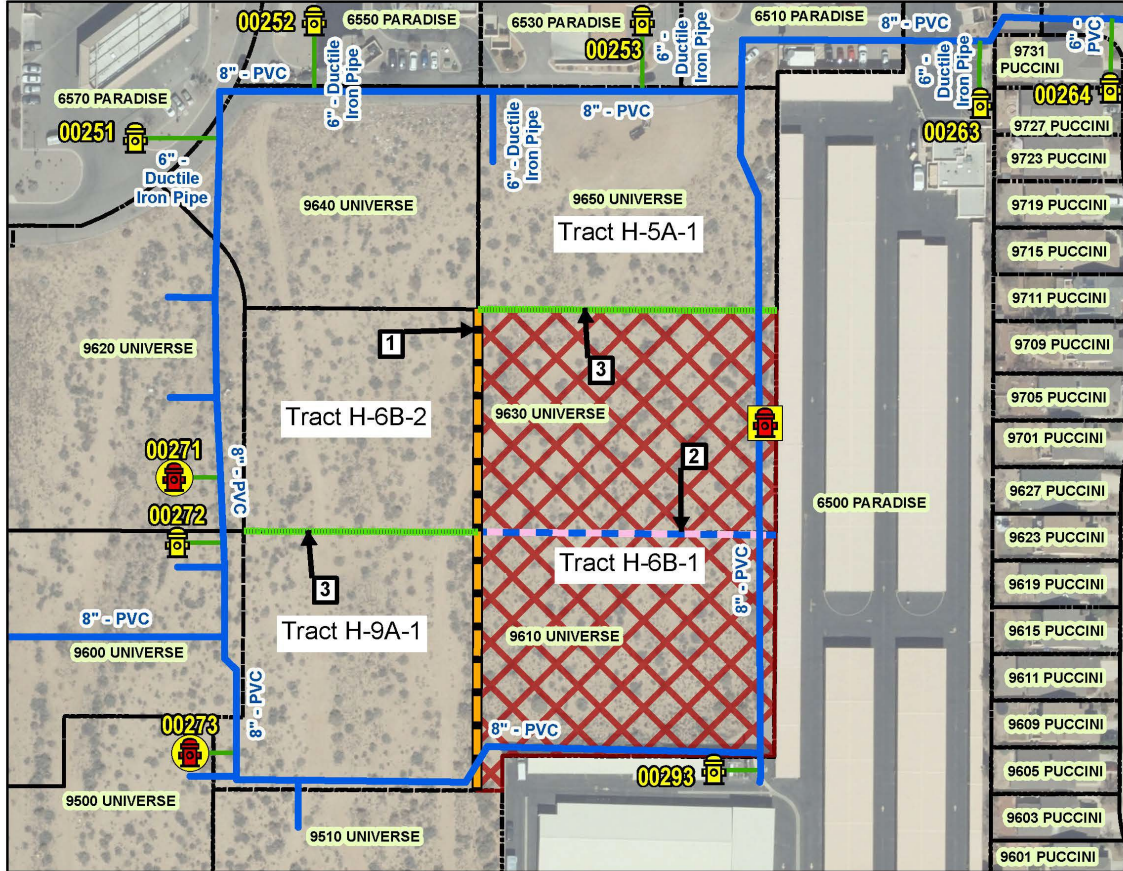 00252
6550 PARADISE
6530 PARADISE
00253
6510 PARADISE
8" - PVC
6" -
PVC
9731
PUCCINI
00264
6570 PARADISE
8" - PVC
6" - Ductile
Iron Pipe
6" -
Ductile
Iron Pipe
8" - PVC
6" -
Ductile
Iron Pipe
00263
00251
6" -
Ductile
Iron Pipe
6" - Ductile
Iron Pipe
9727 PUCCINI
9723 PUCCINI
9640 UNIVERSE
9650 UNIVERSE
Tract H-5A-1
9719 PUCCINI
9715 PUCCINI
9711 PUCCINI
9620 UNIVERSE
1
3
9709 PUCCINI
9705 PUCCINI
Tract H-6B-2
9630 UNIVERSE
9701 PUCCINI
00271
8" - PVC
2
6500 PARADISE
9627 PUCCINI
00272
9623 PUCCINI
Tract H-6B-1
3
8" - PVC
9619 PUCCINI
8" - PVC
9600 UNIVERSE
Tract H-9A-1
9610 UNIVERSE
9615 PUCCINI
9611 PUCCINI
8" - PVC
00273
8" - PVC
9609 PUCCINI
00293
9605 PUCCINI
9500 UNIVERSE
9510 UNIVERSE
9603 PUCCINI
9601 PUCCINI